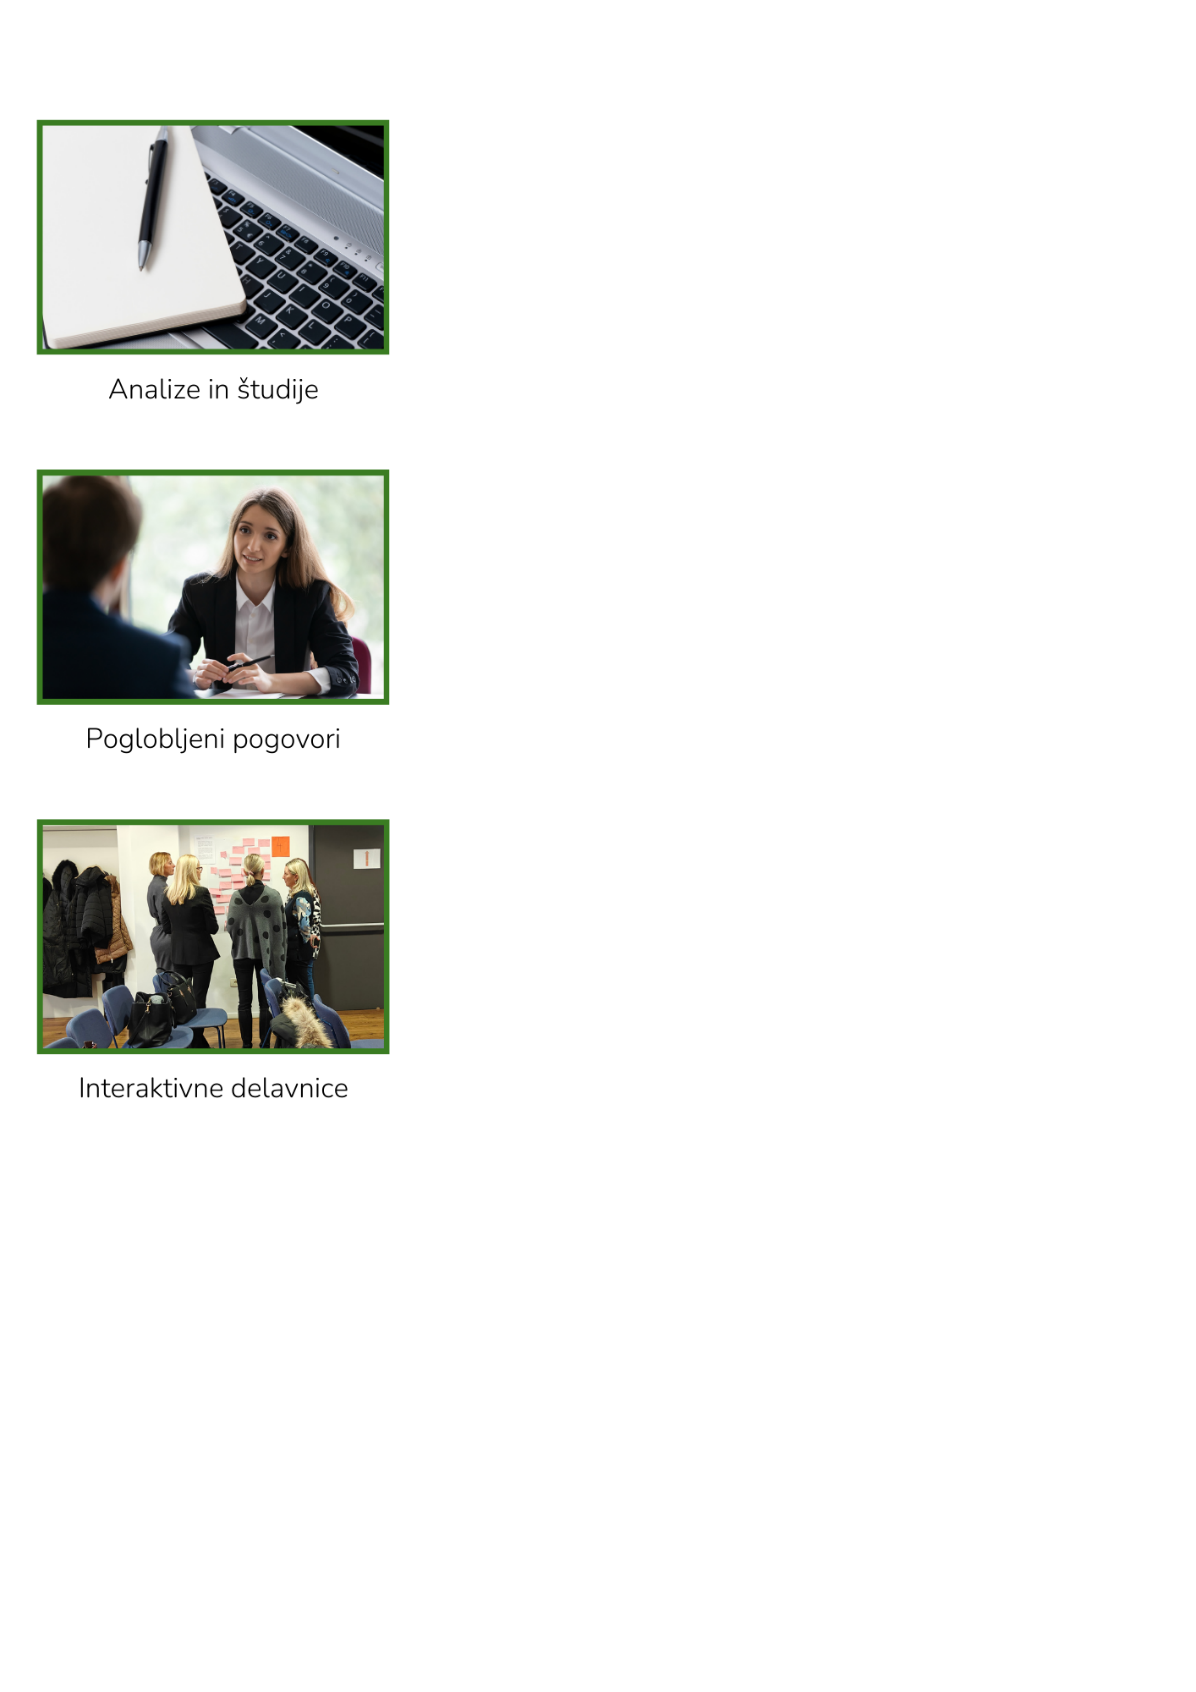 Analize in študije
Poglobljeni pogovori
Interaktivne delavnice